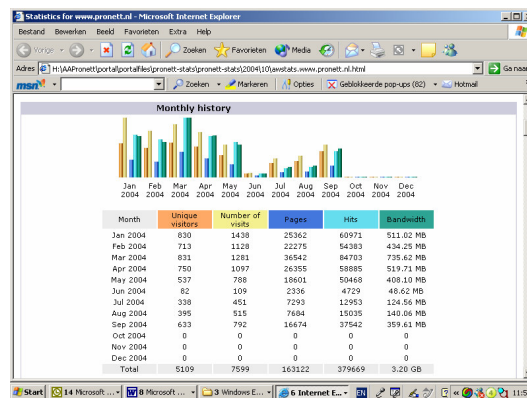 Statistics for www.pronett.nl - Microsoft Internet Explorer
Bestand Bewerken Beeld Favorieten Extra Help
Vorige Zoeken Favorieten Media
Adres H:\AAPronett\portal\portalfiles\pronett-stats\pronett-stats\2004\10\awstats.www.pronett.nl.html Ga naar
msn Zoeken Markeren Opties Geblokkeerde pop-ups (82) Hotmail
Monthly history
Jan Feb Mar Apr May Jun Jul Aug Sep Oct Nov Dec
2004 2004 2004 2004 2004 2004 2004 2004 2004 2004 2004 2004
Month Unique visitors Number of visits Pages Hits Bandwidth
Jan 2004 830 1438 25362 60971 511.02 MB
Feb 2004 713 1128 22275 54383 434.25 MB
Mar 2004 831 1281 36542 84703 735.62 MB
Apr 2004 750 1097 26355 58885 519.71 MB
May 2004 537 788 18601 50468 408.10 MB
Jun 2004 82 109 2336 4729 48.62 MB
Jul 2004 338 451 7293 12953 124.56 MB
Aug 2004 395 515 7684 15035 140.06 MB
Sep 2004 633 792 16674 37542 359.61 MB
Oct 2004 0 0 0 0 0
Nov 2004 0 0 0 0 0
Dec 2004 0 0 0 0 0
Total 5109 7599 163122 379669 3.20 GB
Start 14 Microsoft ... 8 Microsoft ... 3 Windows E... 6 Internet E... EN 11:5